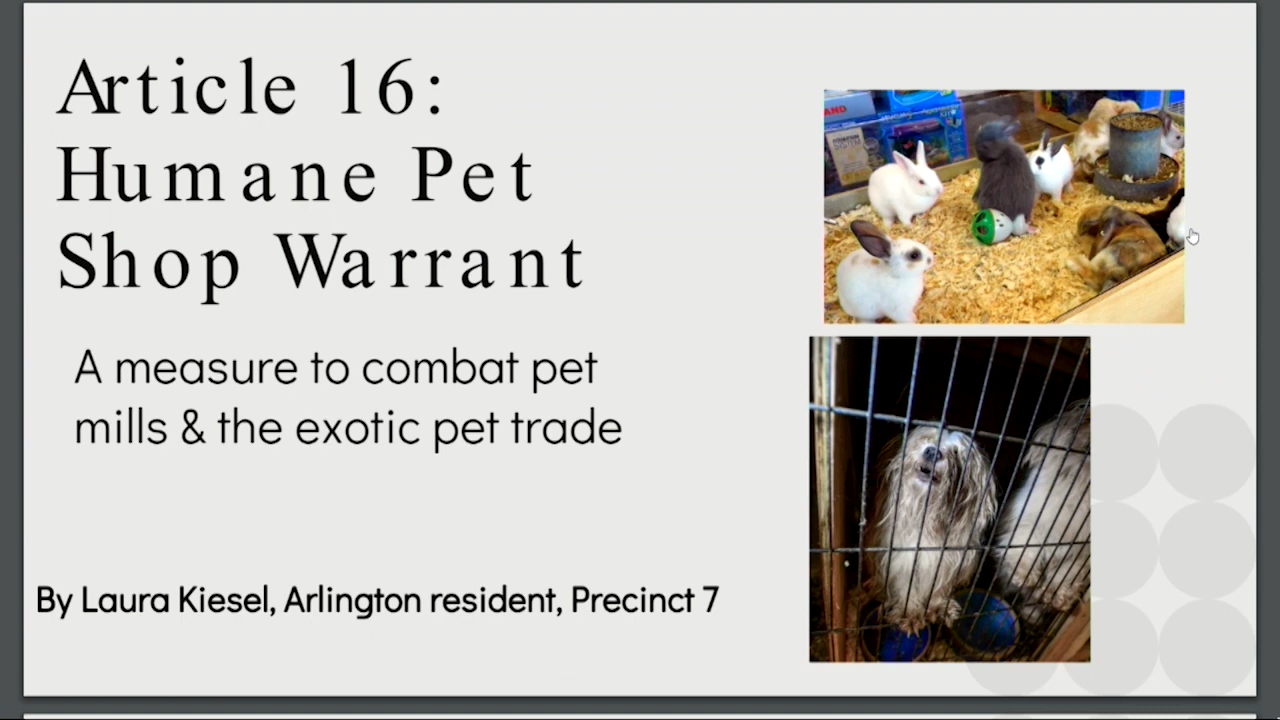 Article 16:
Humane Pet
Shop Warrant
A measure to combat pet
mills & the exotic pet trade
By Laura Kiesel, Arlington resident, Precinct 7